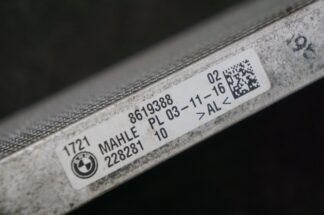 1721 8619388 02
MAHLE PL 03-11-16
228281 10 >AL<